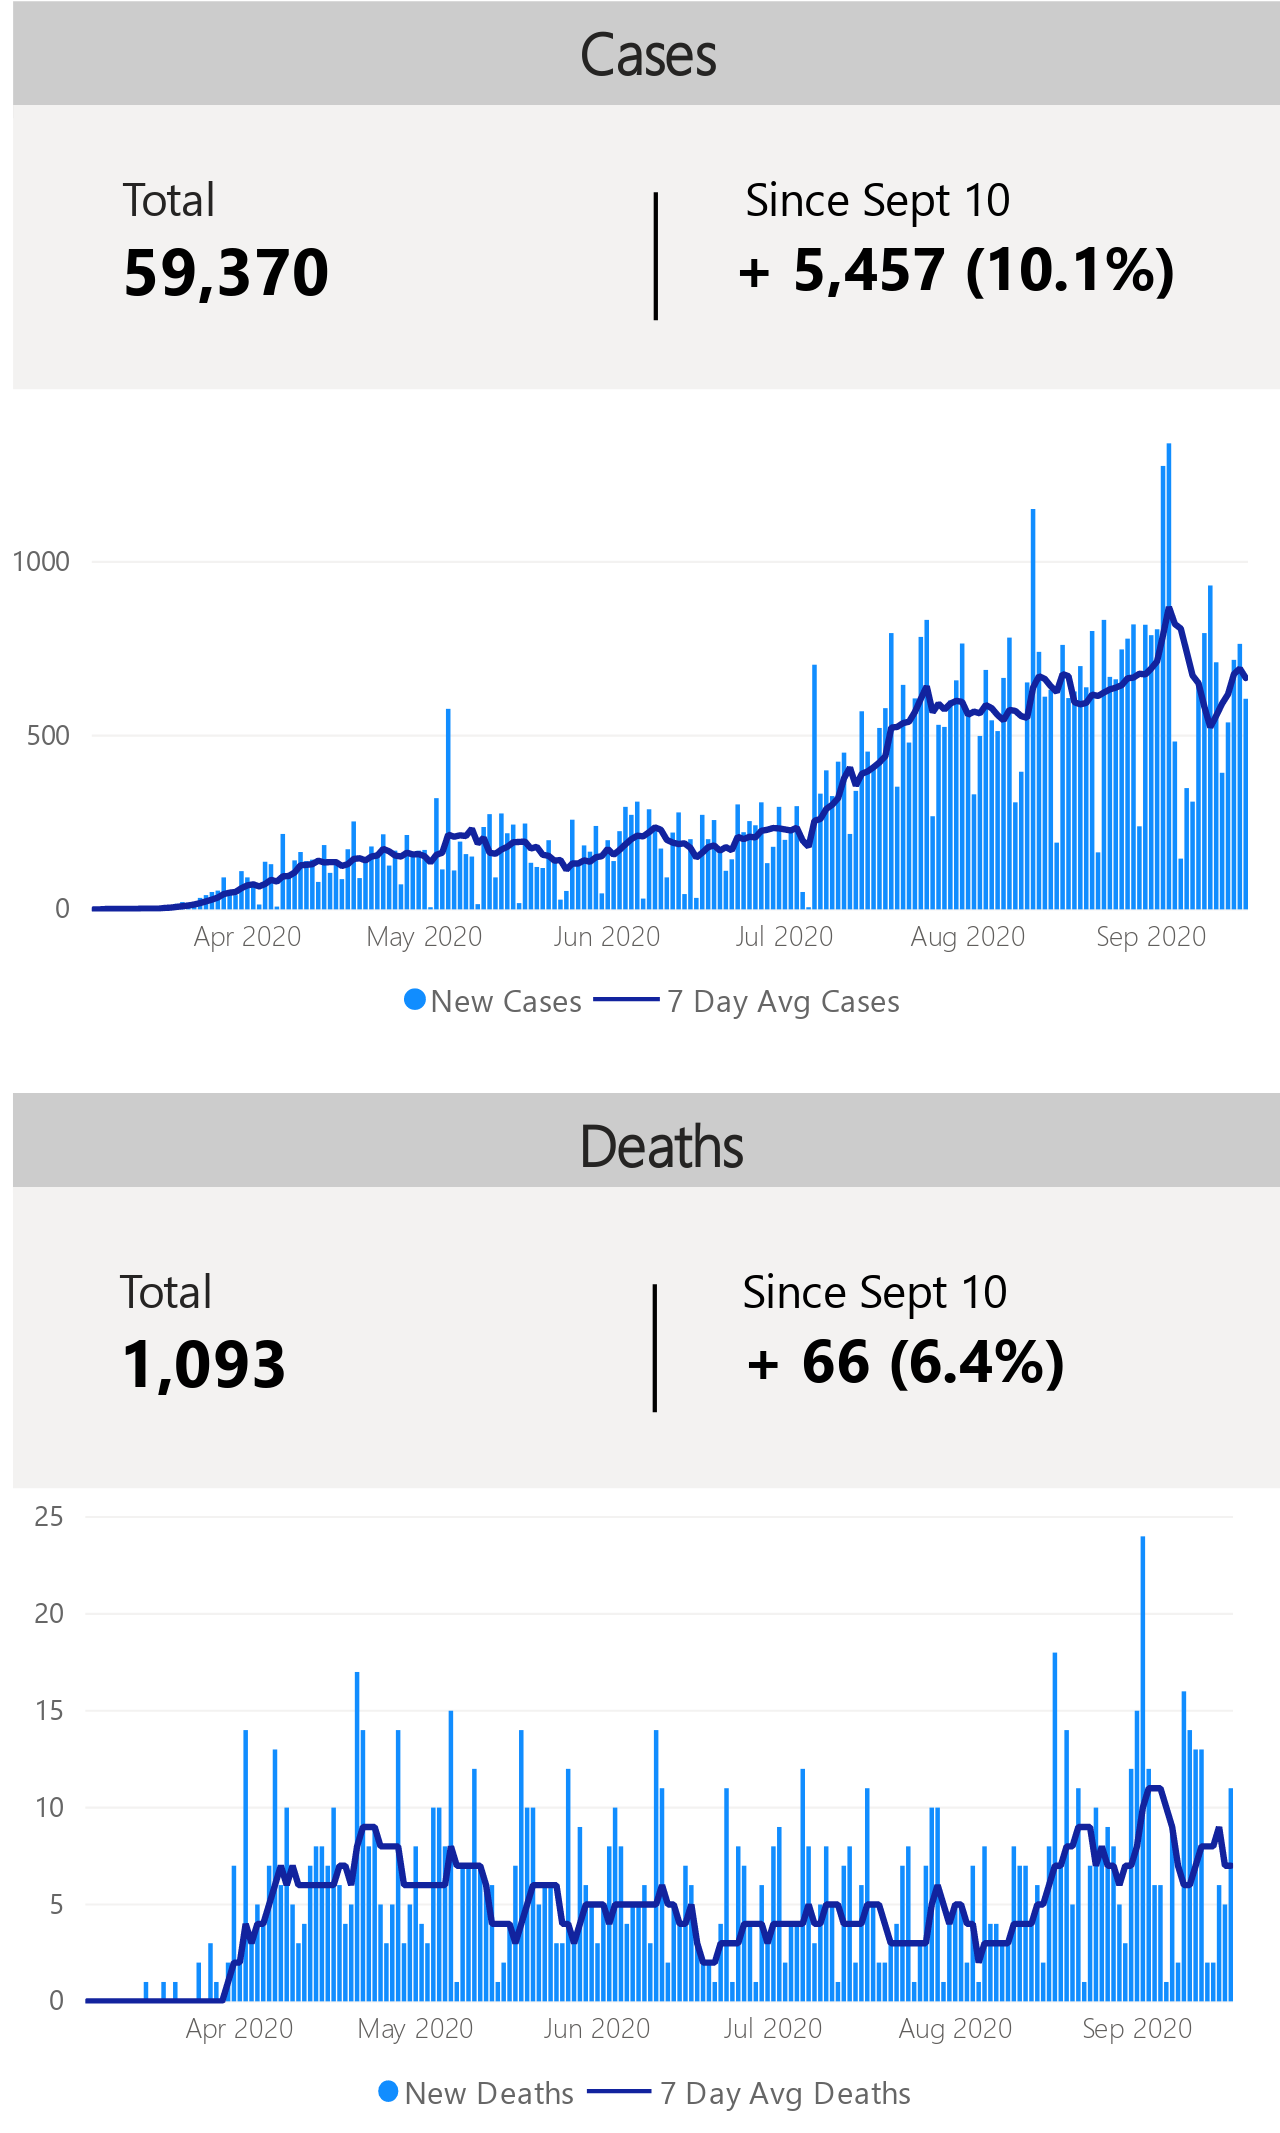 Cases
Total
Since Sept 10
59,370
+ 5,457 (10.1%)
1000
500
0
Apr 2020
May 2020
Jun 2020
Jul 2020
Aug 2020
Sep 2020
New Cases
7 Day Avg Cases
Deaths
Total
Since Sept 10
1,093
+ 66 (6.4%)
25
20
15
10
5
0
Apr 2020
May 2020
Jun 2020
Jul 2020
Aug 2020
Sep 2020
New Deaths
7 Day Avg Deaths